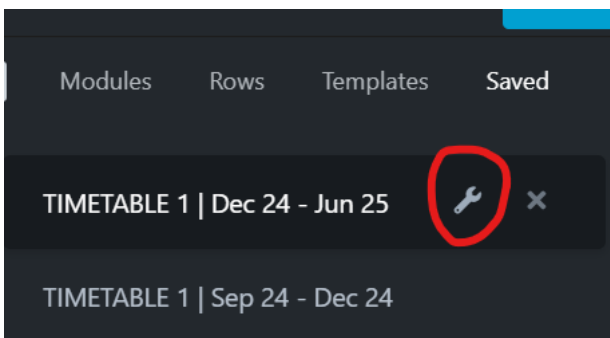 Modules Rows Templates Saved
TIMETABLE 1 | Dec 24 - Jun 25
TIMETABLE 1 | Sep 24 - Dec 24